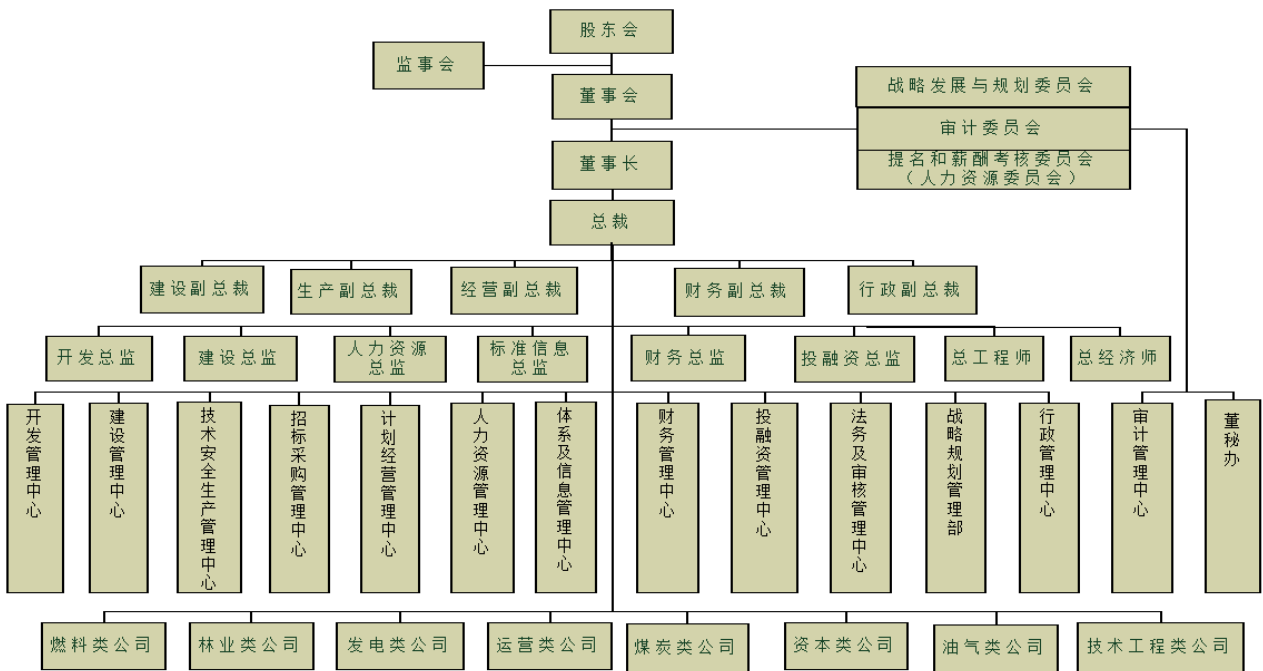 股东会
监事会
董事会
战略发展与规划委员会
审计委员会
提名和薪酬考核委员会
（人力资源委员会）
董事长
总裁
建设副总裁
生产副总裁
经营副总裁
财务副总裁
行政副总裁
开发总监
建设总监
人力资源
总监
标准信息
总监
财务总监
投融资总监
总工程师
总经济师
开发管理中心
建设管理中心
技术安全生产管理中心
招标采购管理中心
计划经营管理中心
人力资源管理中心
体系及信息管理中心
财务管理中心
投融资管理中心
法务及审核管理中心
战略规划管理部
行政管理中心
审计管理中心
董秘办
燃料类公司
林业类公司
发电类公司
运营类公司
煤炭类公司
资本类公司
油气类公司
技术工程类公司